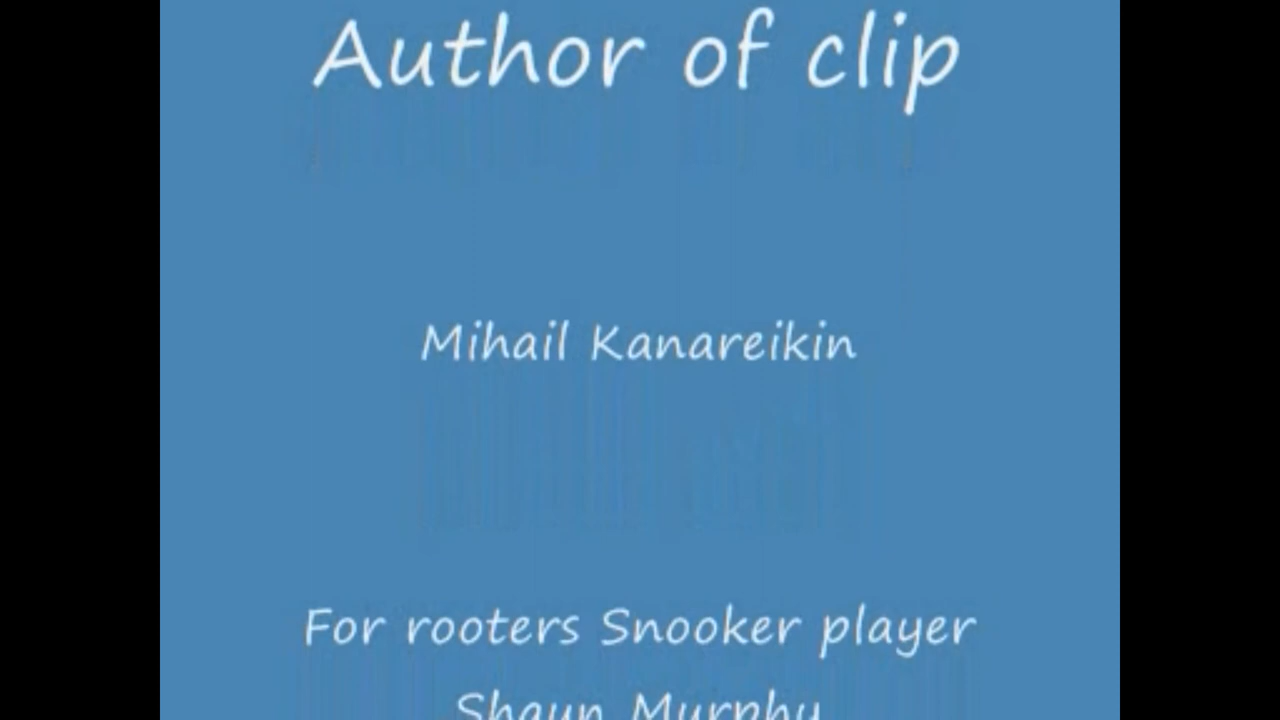 Author of clip
Mihail Kanareikin
For rooters Snooker player
Shaun Murphy